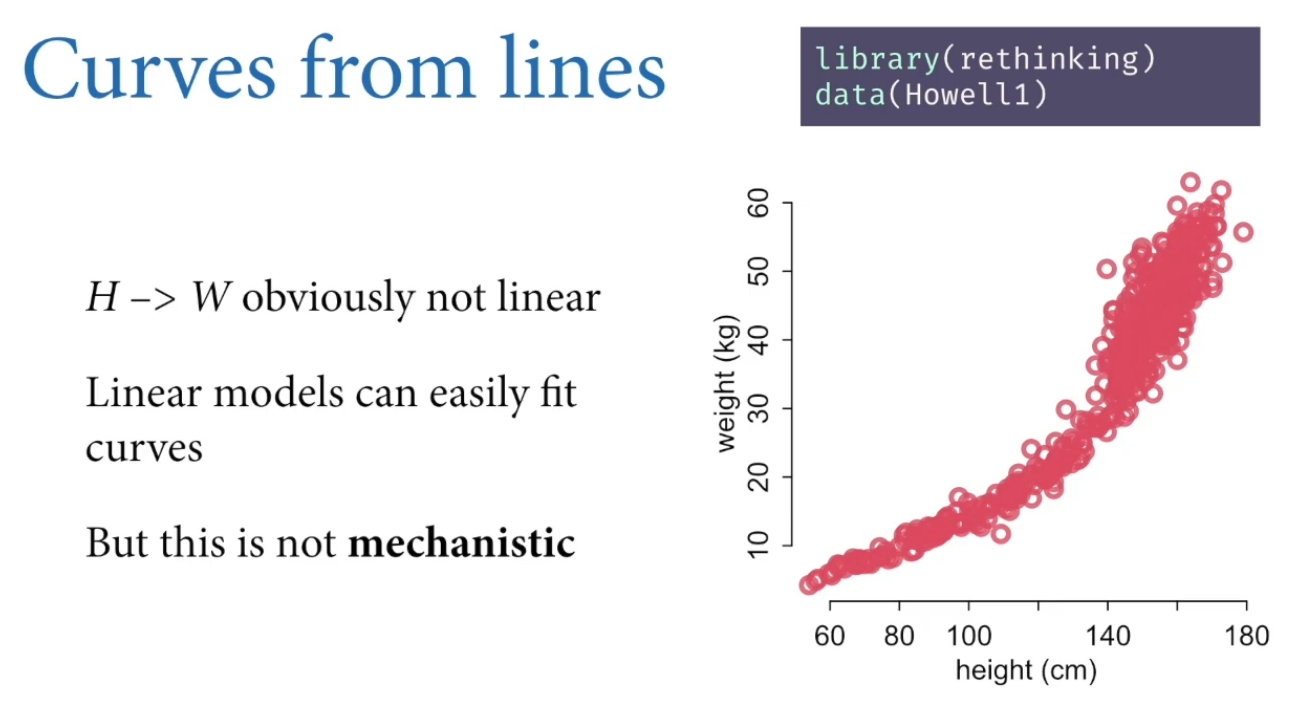 Curves from lines
library(rethinking)
data(Howell1)
H –> W obviously not linear
Linear models can easily fit
curves
But this is not mechanistic
weight (kg)
60
50
40
30
20
10
60 80 100 140 180
height (cm)